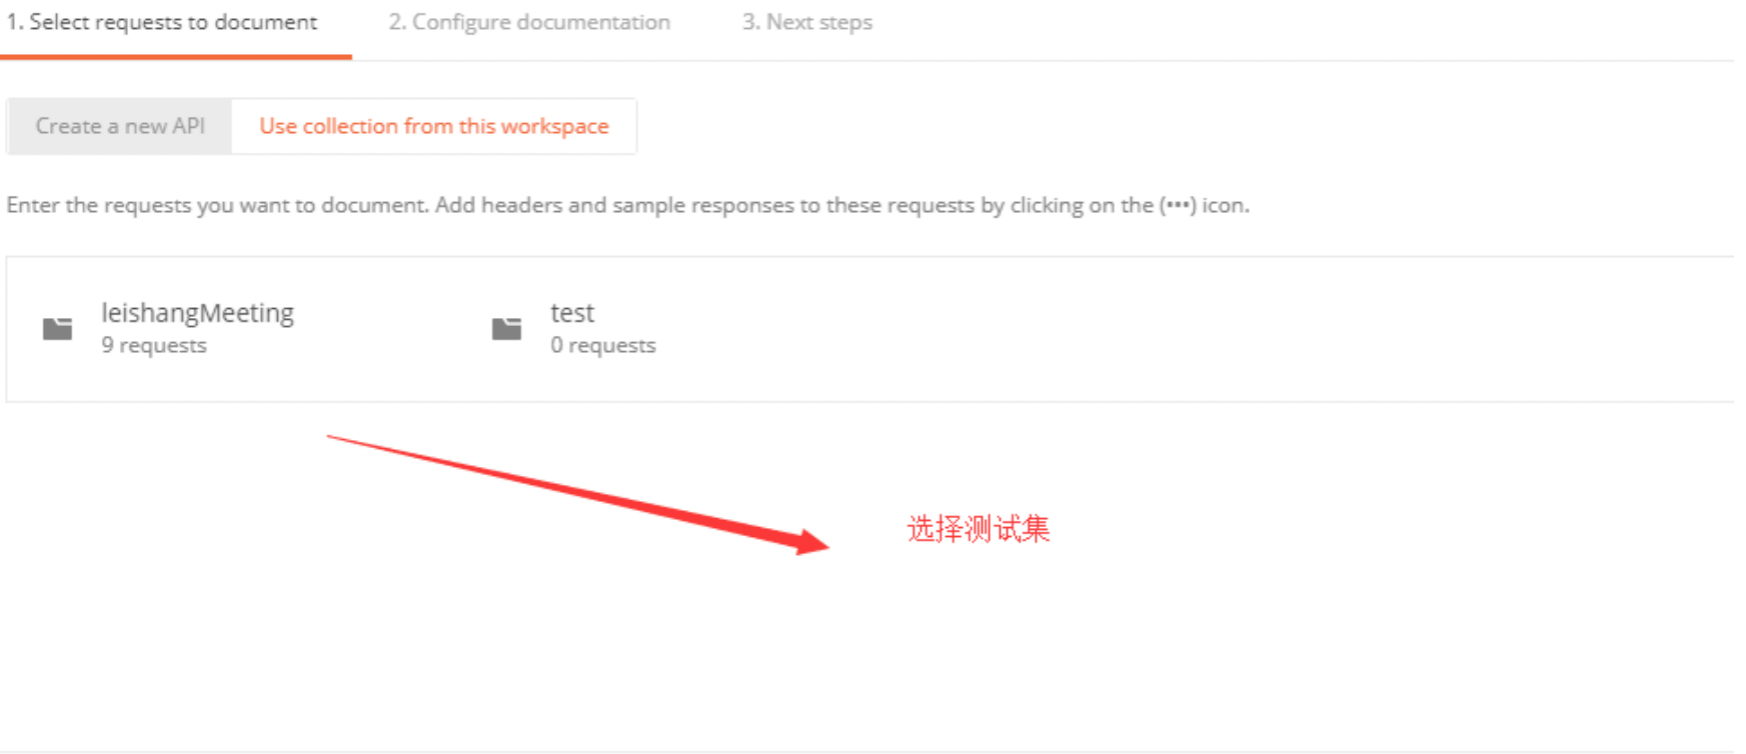 1. Select requests to document 2. Configure documentation 3. Next steps
Create a new API Use collection from this workspace
Enter the requests you want to document. Add headers and sample responses to these requests by clicking on the (•••) icon.
leishangMeeting test
9 requests 0 requests
选择测试集